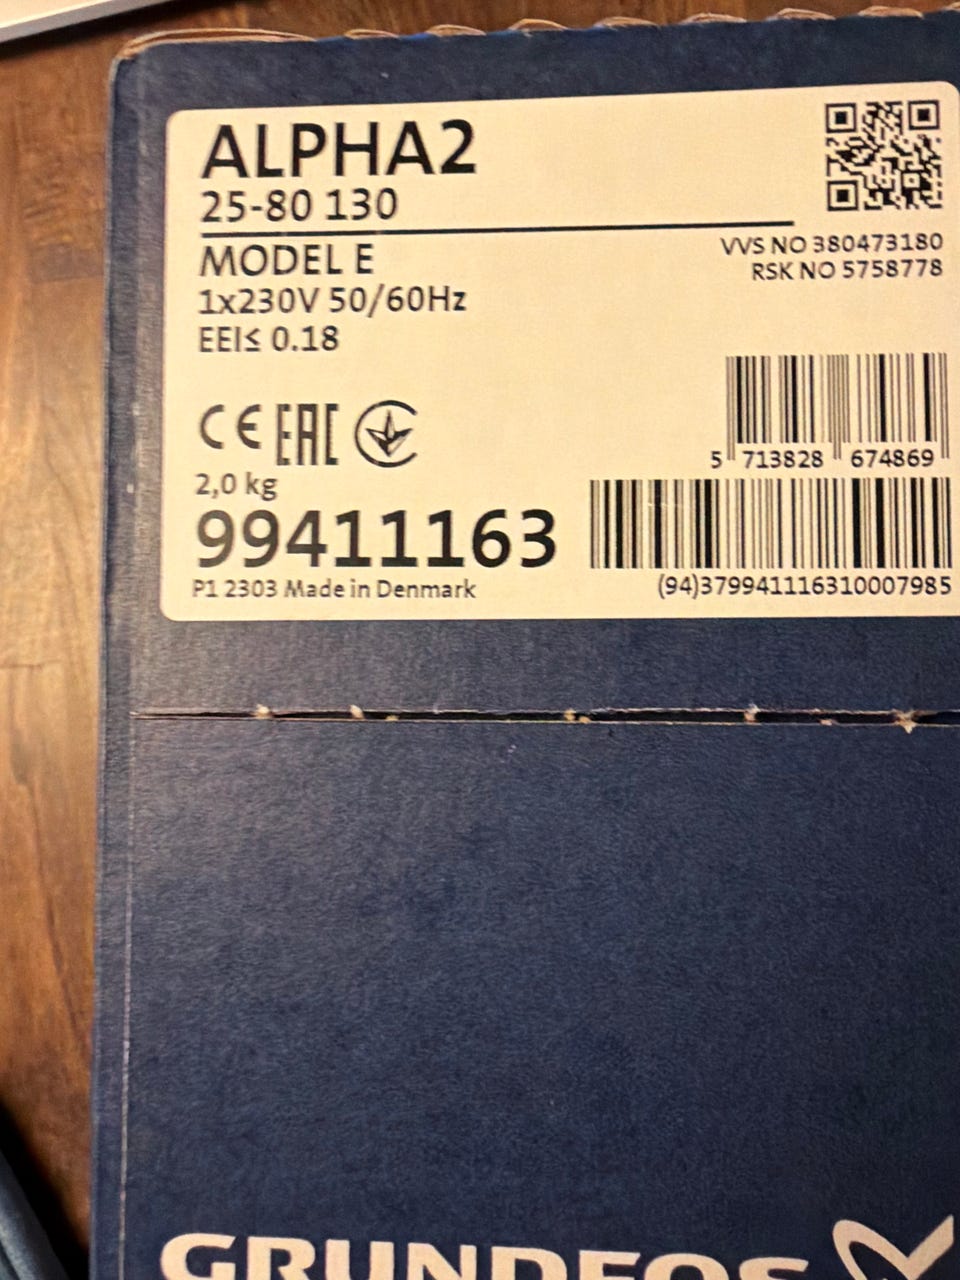 ALPHA2
25-80 130
MODEL E
1x230V 50/60Hz
EEI≤ 0.18
VVS NO 380473180
RSK NO 5758778
CE EAC
2,0 kg
99411163
P1 2303 Made in Denmark
5 713828 674869
(94)379941116310007985
GRUNDFOS